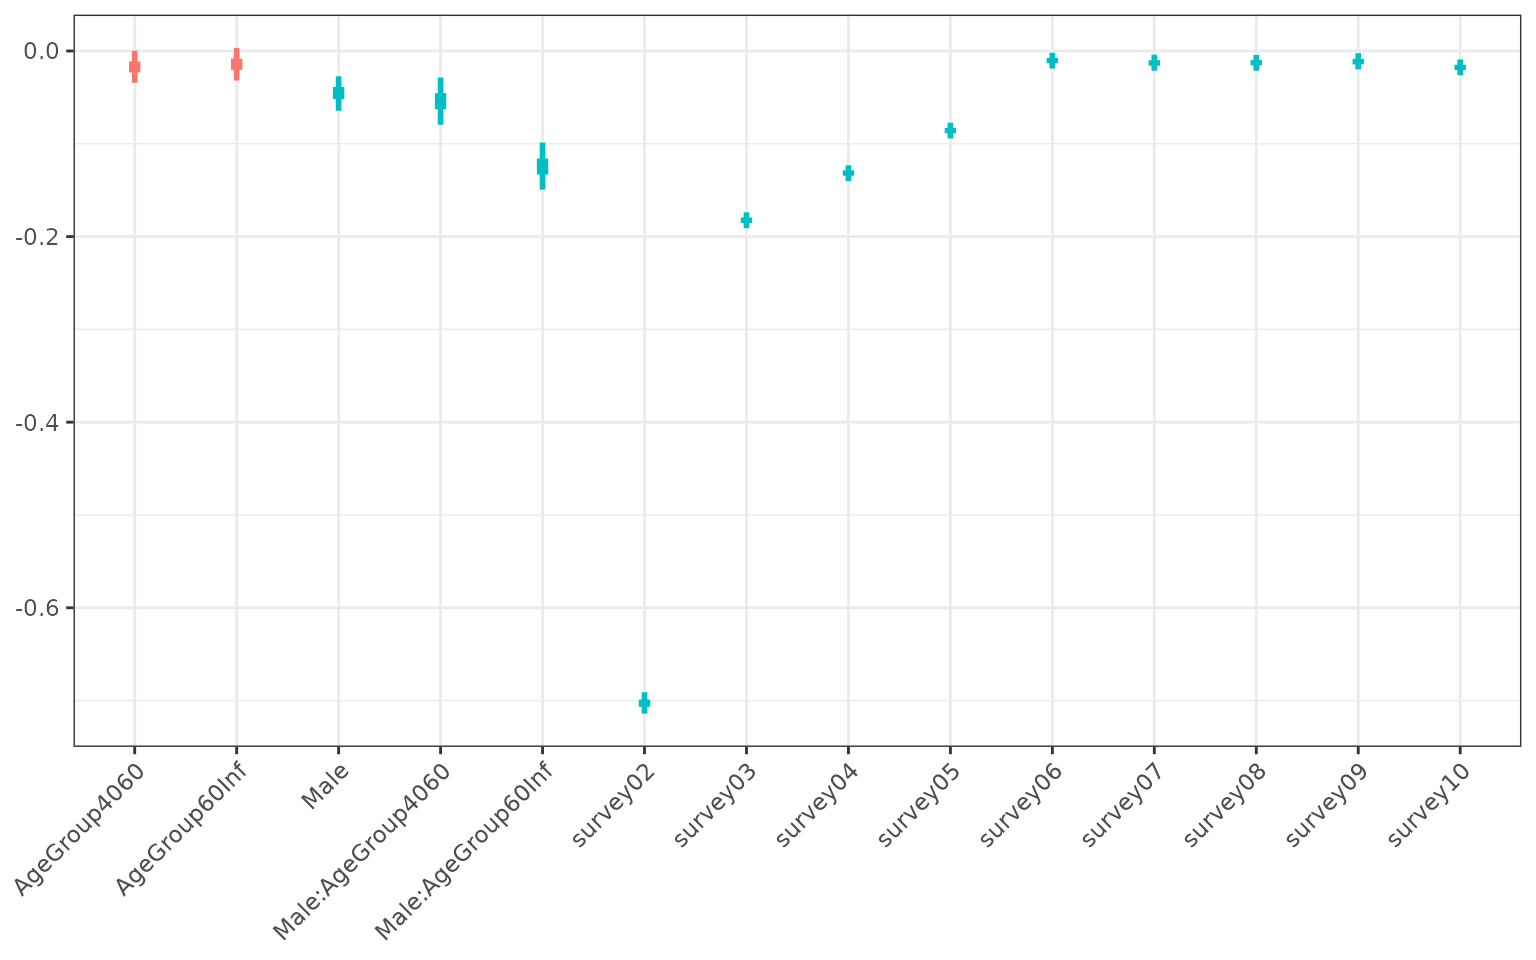 0.0
-0.2
-0.4
-0.6
AgeGroup4060
AgeGroup60Inf
Male
Male:AgeGroup4060
Male:AgeGroup60Inf
survey02
survey03
survey04
survey05
survey06
survey07
survey08
survey09
survey10